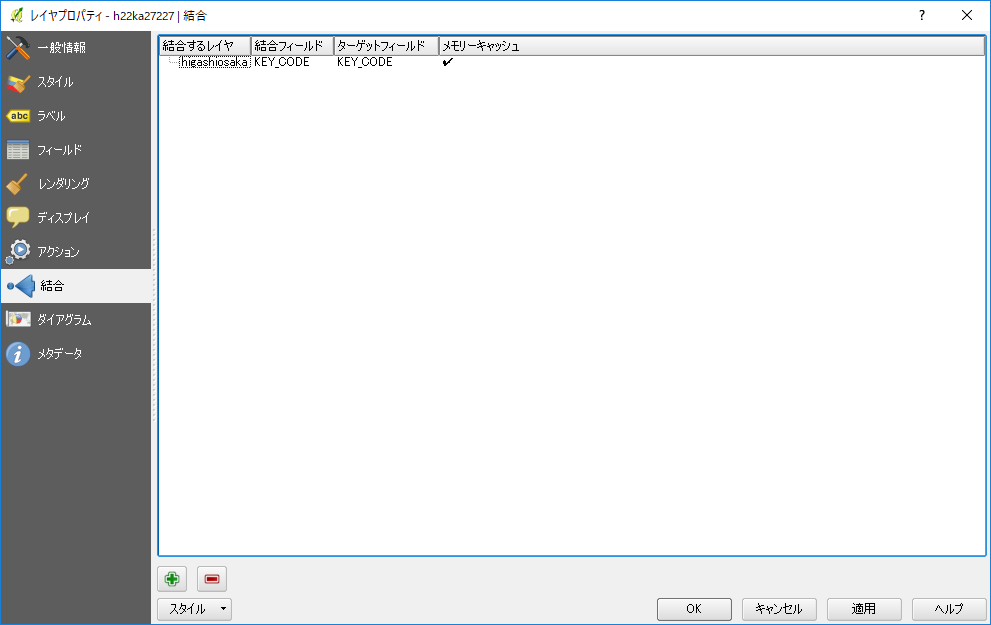 レイヤプロパティ - h22ka27227 | 結合
?
一般情報
スタイル
abc ラベル
フィールド
レンダリング
ディスプレイ
アクション
結合
ダイアグラム
メタデータ
結合するレイヤ 結合フィールド ターゲットフィールド メモリーキャッシュ
higashiosaka KEY_CODE KEY_CODE ✔
スタイル
OK キャンセル 適用 ヘルプ